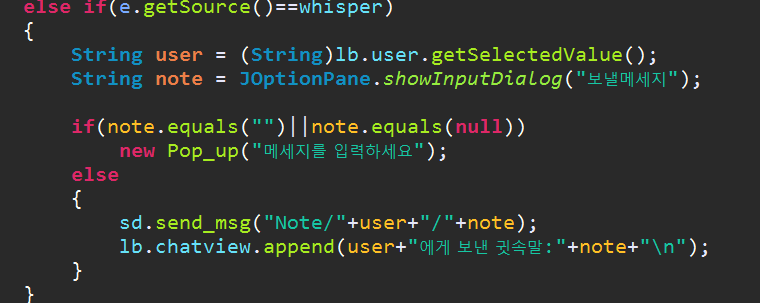 else if(e.getSource()==whisper)
{
String user = (String)lb.user.getSelectedValue();
String note = JOptionPane.showInputDialog("보낼메세지");
if(note.equals("")||note.equals(null))
new Pop_up("메세지를 입력하세요");
else
{
sd.send_msg("Note/"+user+"/"+note);
lb.chatview.append(user+"에게 보낸 귓속말:"+note+"\n");
}
}